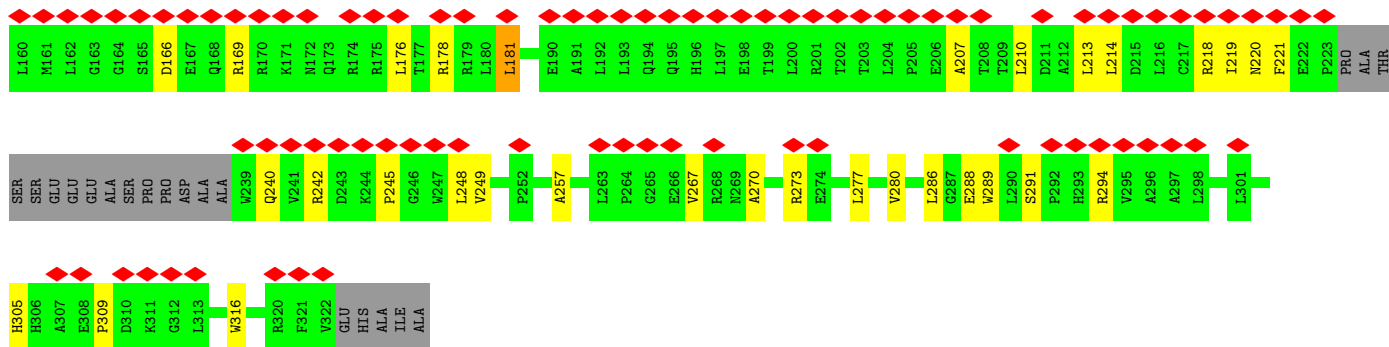 L160 M161 L162 G163 G164 S165 D166 E167 Q168 R169 R170 K171 N172 Q173 R174 R175 L176 T177 R178 R179 L180 L181 E190 A191 L192 L193 Q194 Q195 H196 L197 E198 T199 L200 R201 T202 T203 L204 P205 E206 A207 T208 T209 L210 D211 A212 L213 L214 D215 L216 C217 R218 I219 N220 F221 E222 P223 PRO ALA THR
SER SER GLU GLU GLU ALA SER PRO PRO ASP ALA ALA W239 Q240 V241 R242 D243 K244 P245 G246 W247 L248 V249 P252 A257 L263 P264 G265 E266 V267 R268 N269 A270 R273 E274 L277 V280 L286 G287 E288 W289 L290 S291 P292 H293 R294 V295 A296 A297 L298 L301
H305 H306 A307 E308 P309 D310 K311 G312 L313 W316 R320 F321 V322 GLU HIS ALA ILE ALA